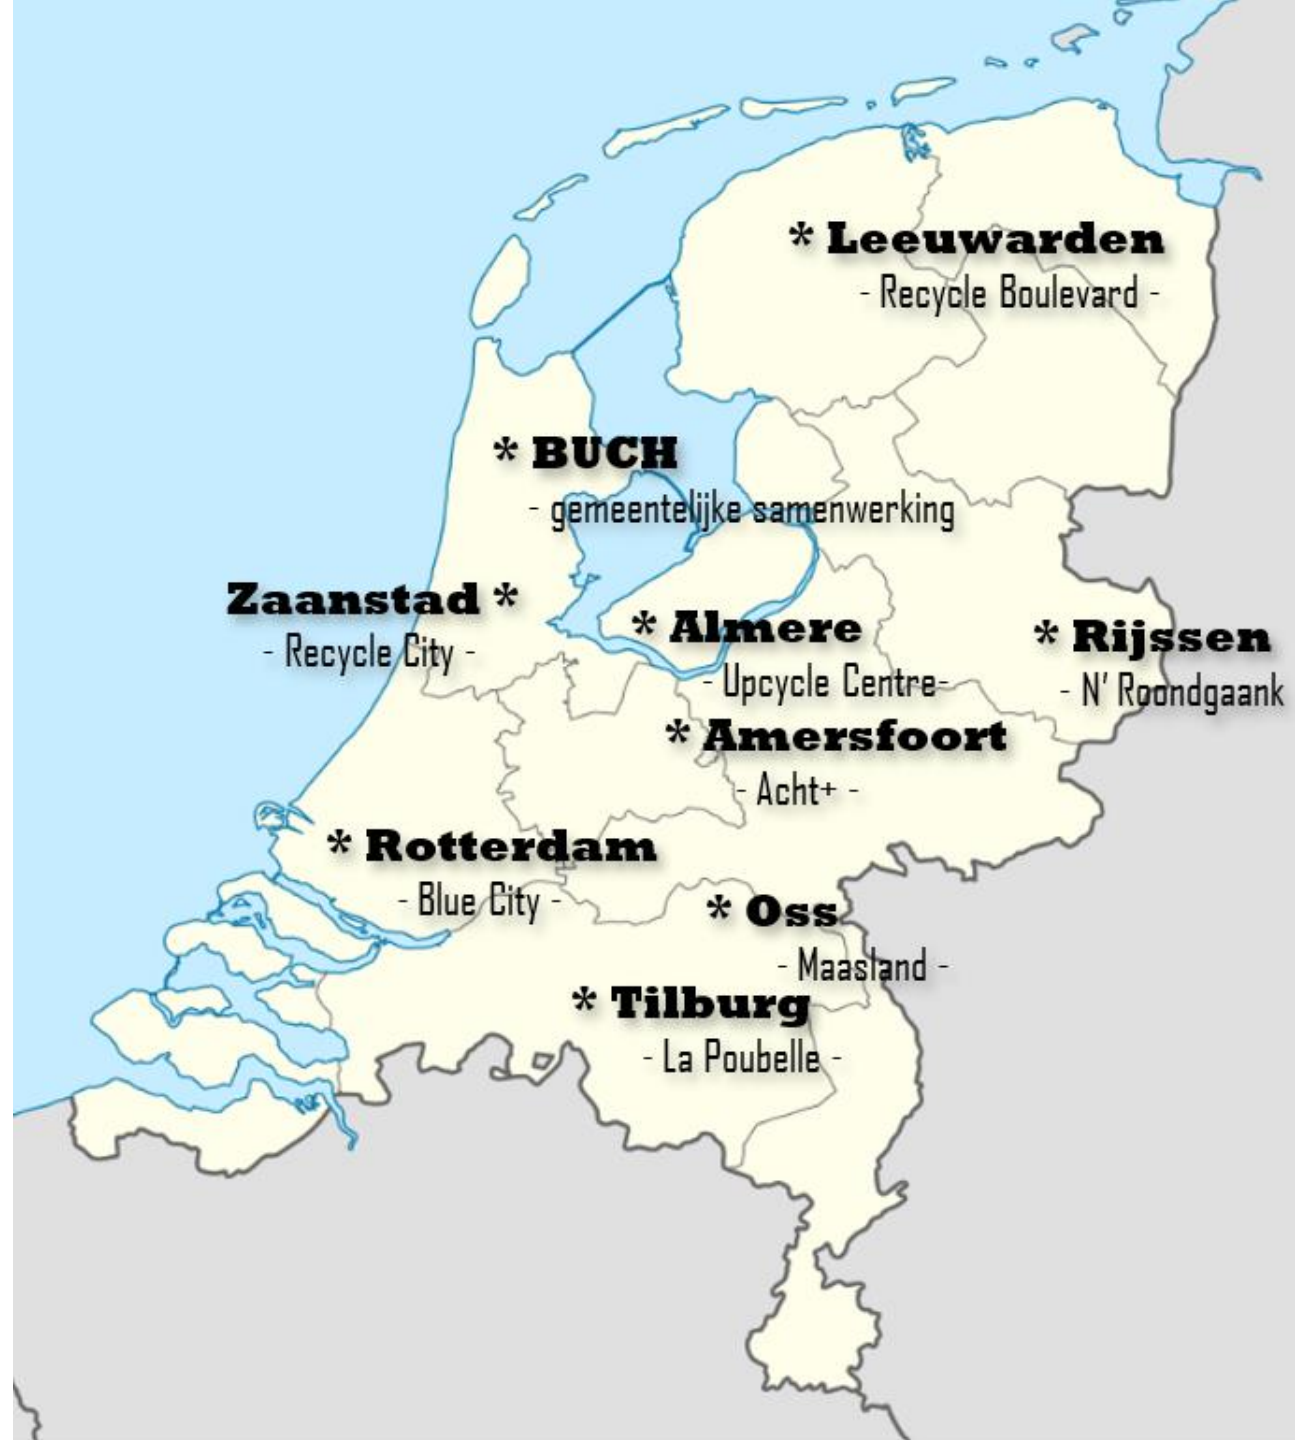 * Leeuwarden
- Recycle Boulevard -
* BUCH
- gemeentelijke samenwerking
Zaanstad *
- Recycle City -
* Almere
- Upcycle Centre-
* Rijssen
- N' Roondgaank
* Amersfoort
- Acht+ -
* Rotterdam
- Blue City -
* Oss
- Maasland -
* Tilburg
- La Poubelle -